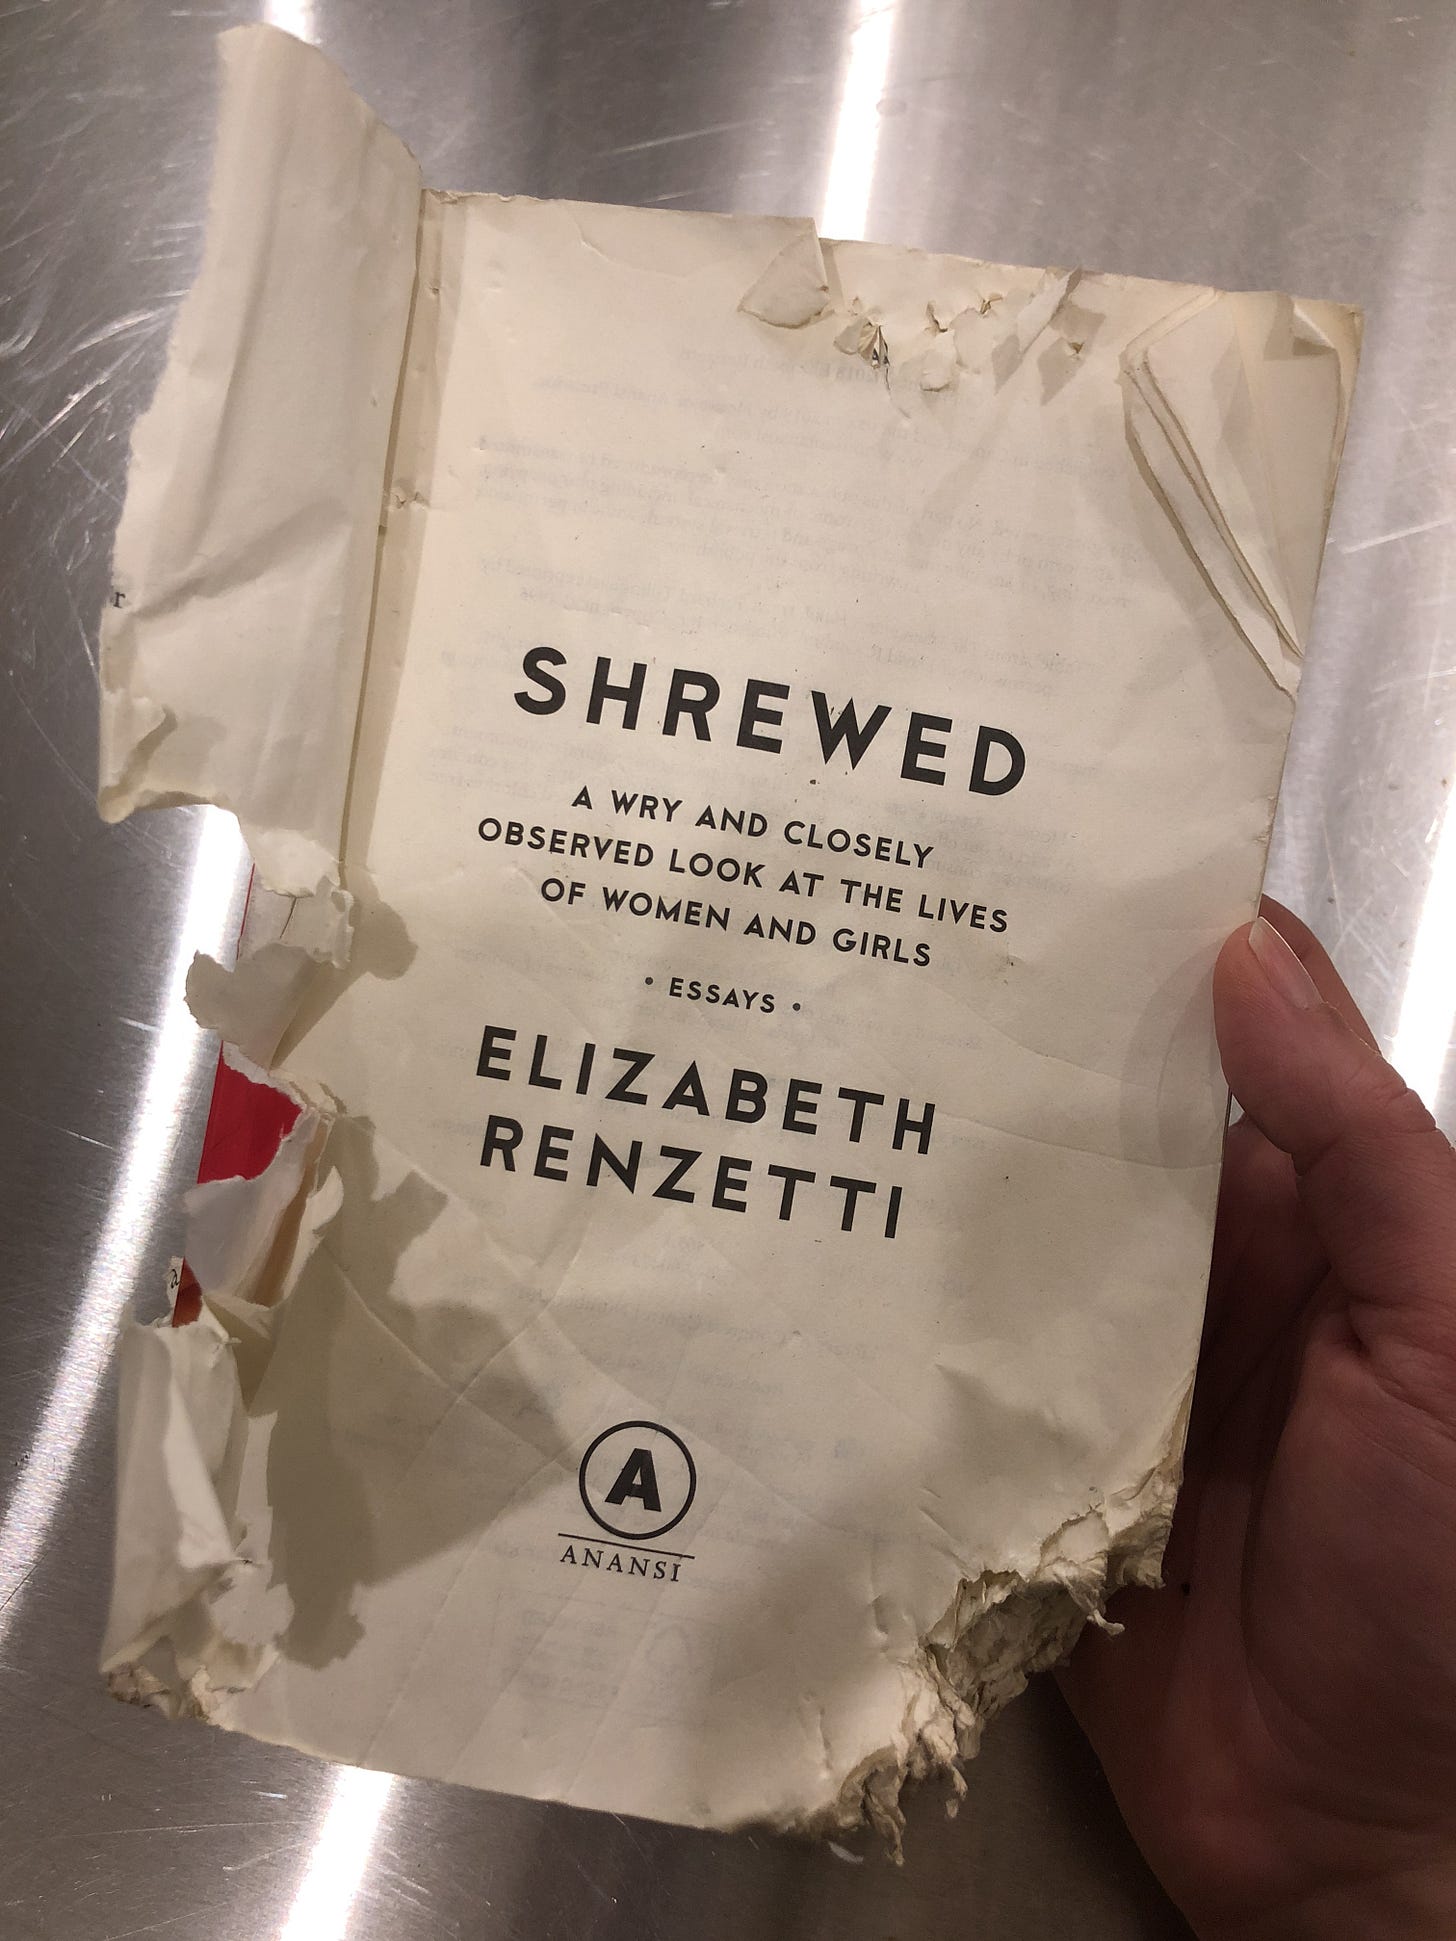 SHREWED
A WRY AND CLOSELY
OBSERVED LOOK AT THE LIVES
OF WOMEN AND GIRLS
• ESSAYS •
ELIZABETH
RENZETTI
A
ANANSI